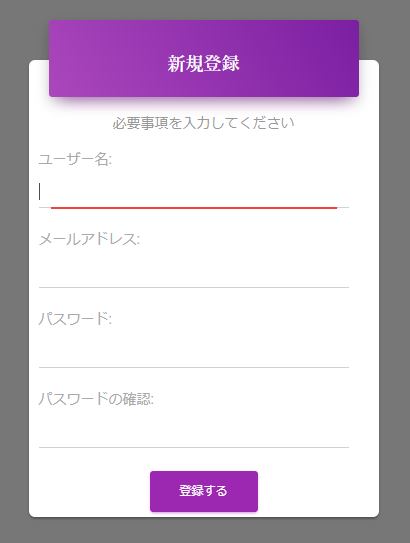 新規登録
必要事項を入力してください
ユーザー名:
メールアドレス:
パスワード:
パスワードの確認:
登録する